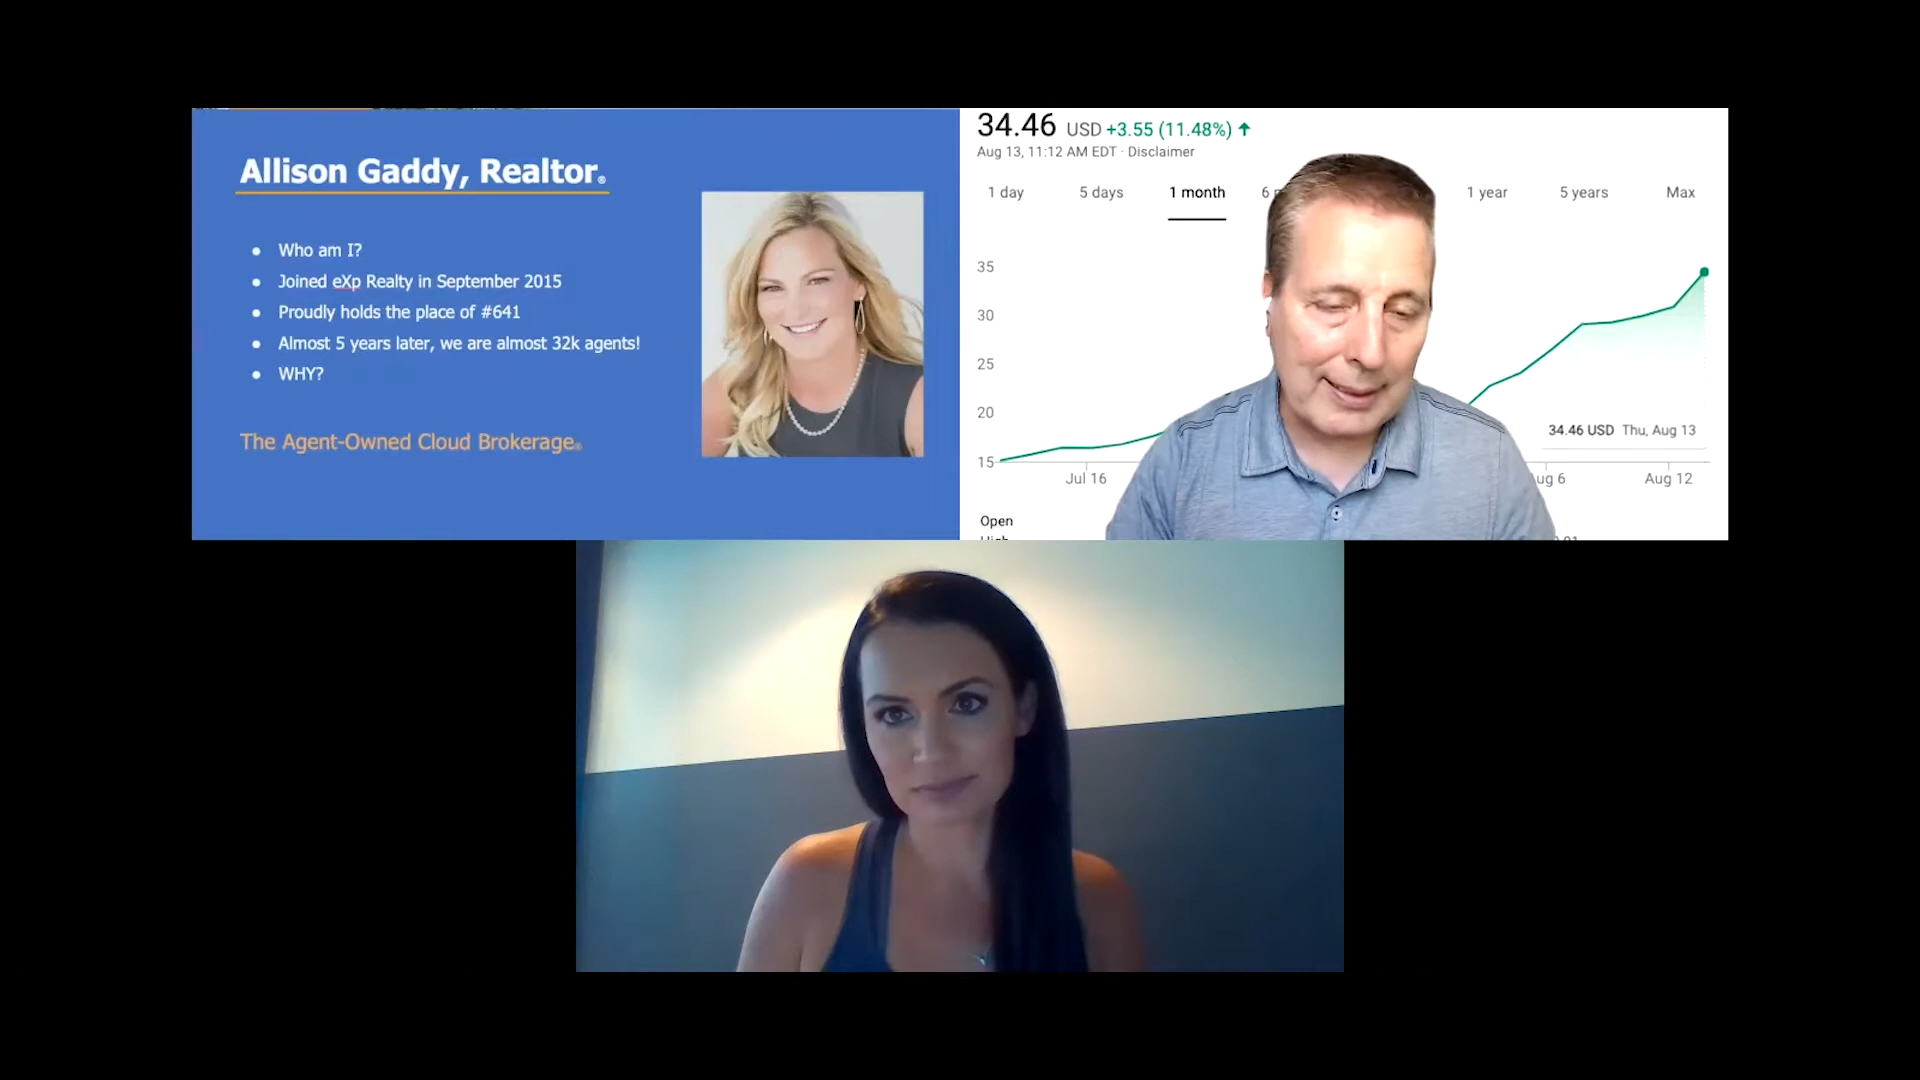 Allison Gaddy, Realtor®
Who am I?
Joined eXp Realty in September 2015
Proudly holds the place of #641
Almost 5 years later, we are almost 32k agents!
WHY?
The Agent-Owned Cloud Brokerage®
34.46 USD +3.55 (11.48%) ↑
Aug 13, 11:12 AM EDT · Disclaimer
1 day 5 days 1 month 6 1 year 5 years Max
35
30
25
20
15
34.46 USD Thu, Aug 13
Jul 16 ug 6 Aug 12
Open